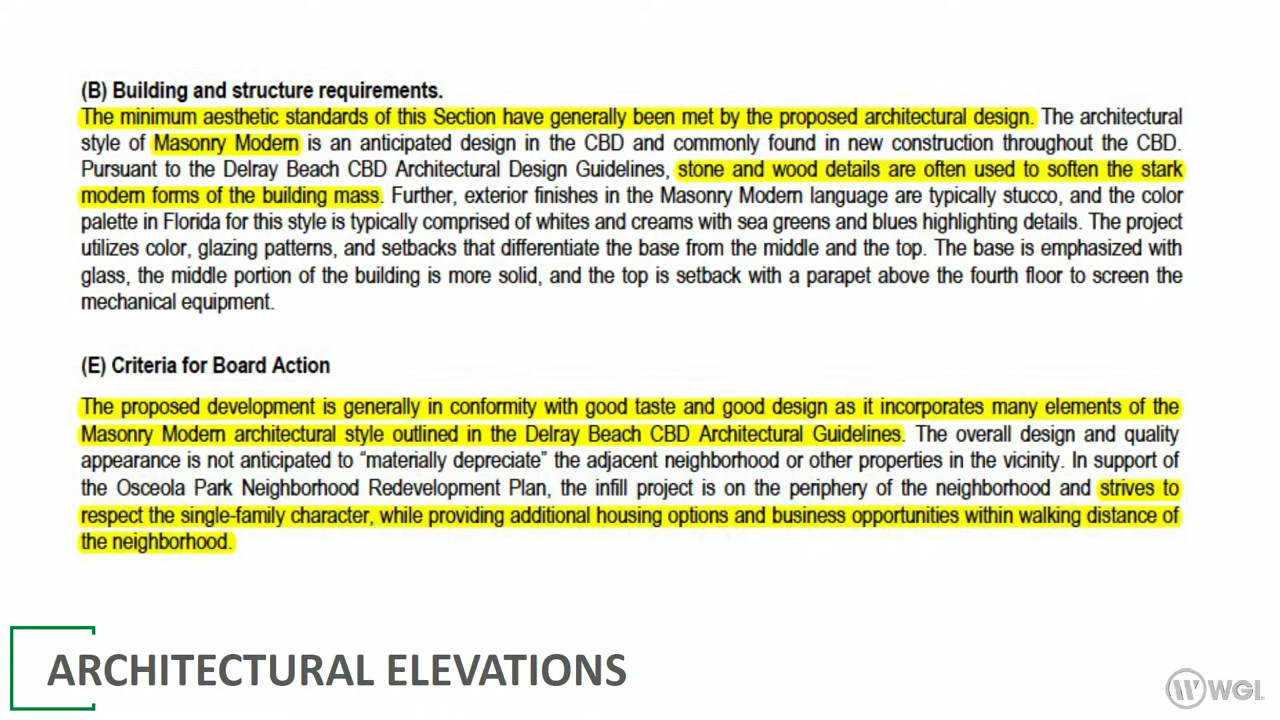 (B) Building and structure requirements.
The minimum aesthetic standards of this Section have generally been met by the proposed architectural design. The architectural
style of Masonry Modern is an anticipated design in the CBD and commonly found in new construction throughout the CBD.
Pursuant to the Delray Beach CBD Architectural Design Guidelines, stone and wood details are often used to soften the stark
modern forms of the building mass. Further, exterior finishes in the Masonry Modern language are typically stucco, and the color
palette in Florida for this style is typically comprised of whites and creams with sea greens and blues highlighting details. The project
utilizes color, glazing patterns, and setbacks that differentiate the base from the middle and the top. The base is emphasized with
glass, the middle portion of the building is more solid, and the top is setback with a parapet above the fourth floor to screen the
mechanical equipment.
(E) Criteria for Board Action
The proposed development is generally in conformity with good taste and good design as it incorporates many elements of the
Masonry Modern architectural style outlined in the Delray Beach CBD Architectural Guidelines. The overall design and quality
appearance is not anticipated to “materially depreciate” the adjacent neighborhood or other properties in the vicinity. In support of
the Osceola Park Neighborhood Redevelopment Plan, the infill project is on the periphery of the neighborhood and strives to
respect the single-family character, while providing additional housing options and business opportunities within walking distance of
the neighborhood.
ARCHITECTURAL ELEVATIONS
WGI